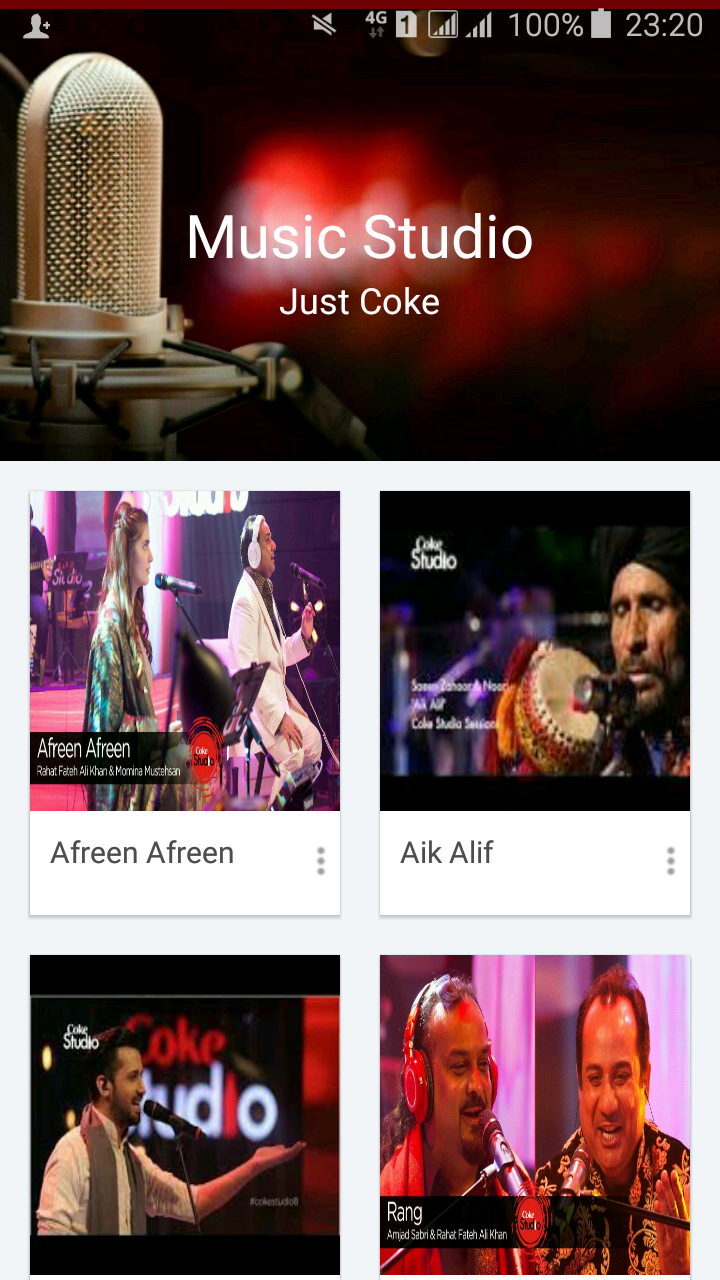 4G 1 100% 23:20
Music Studio
Just Coke
Studio
Studio
Afreen Afreen
Rahat Fateh Ali Khan & Momina Mustehsan
Coke
Studio
Afreen Afreen
Coke
Studio
Saeen Zahoor & Noori
'Aik Alif'
Coke Studio Sessions
Aik Alif
Coke
Studio
Coke
tudio
#cokestudio8
Rang
Amjad Sabri & Rahat Fateh Ali Khan
Coke
Studio